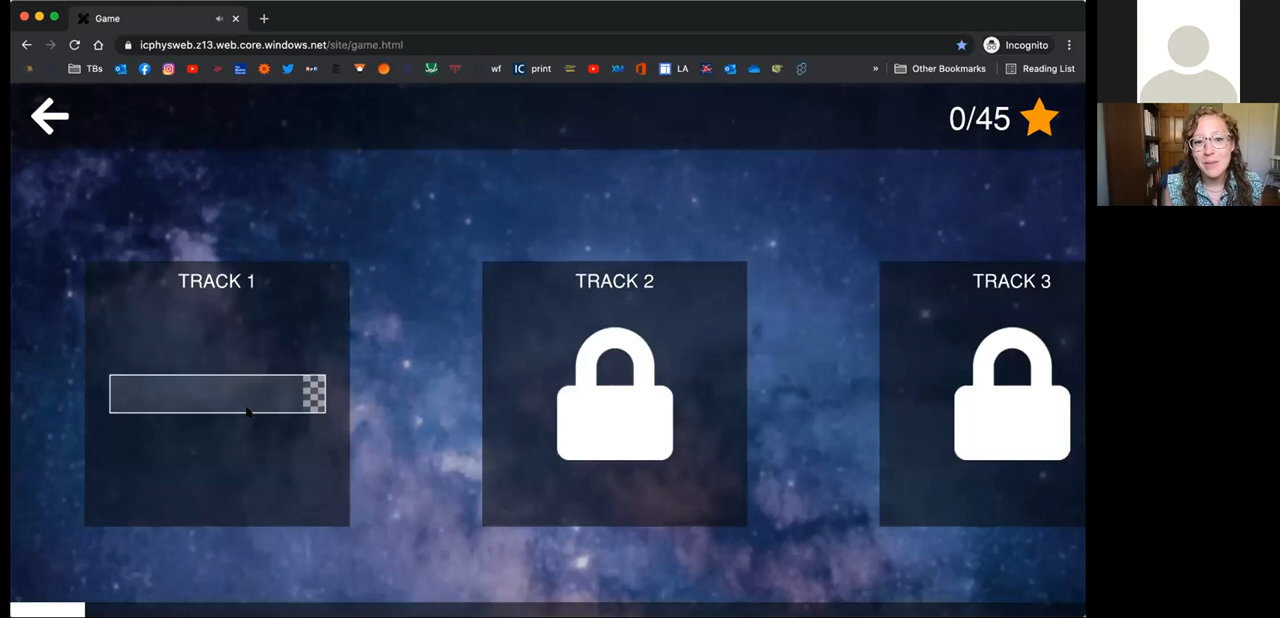 Game
icphysweb.z13.web.core.windows.net/site/game.html
Incognito
TBs
wf
IC print
LA
»
Other Bookmarks
Reading List
0/45
TRACK 1
TRACK 2
TRACK 3